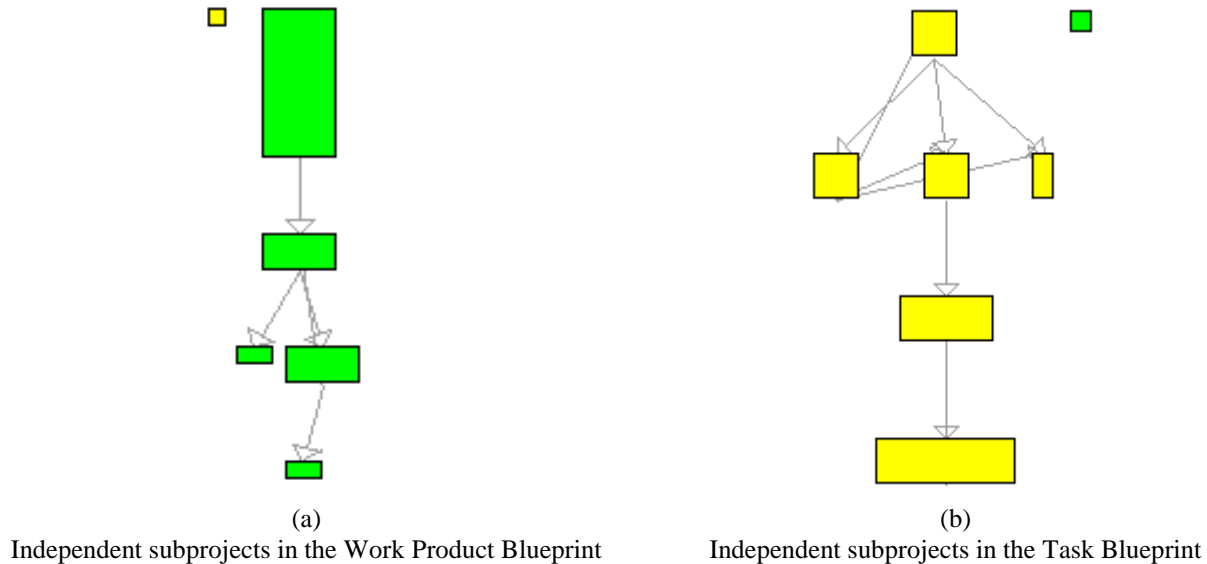 (a)
Independent subprojects in the Work Product Blueprint
(b)
Independent subprojects in the Task Blueprint